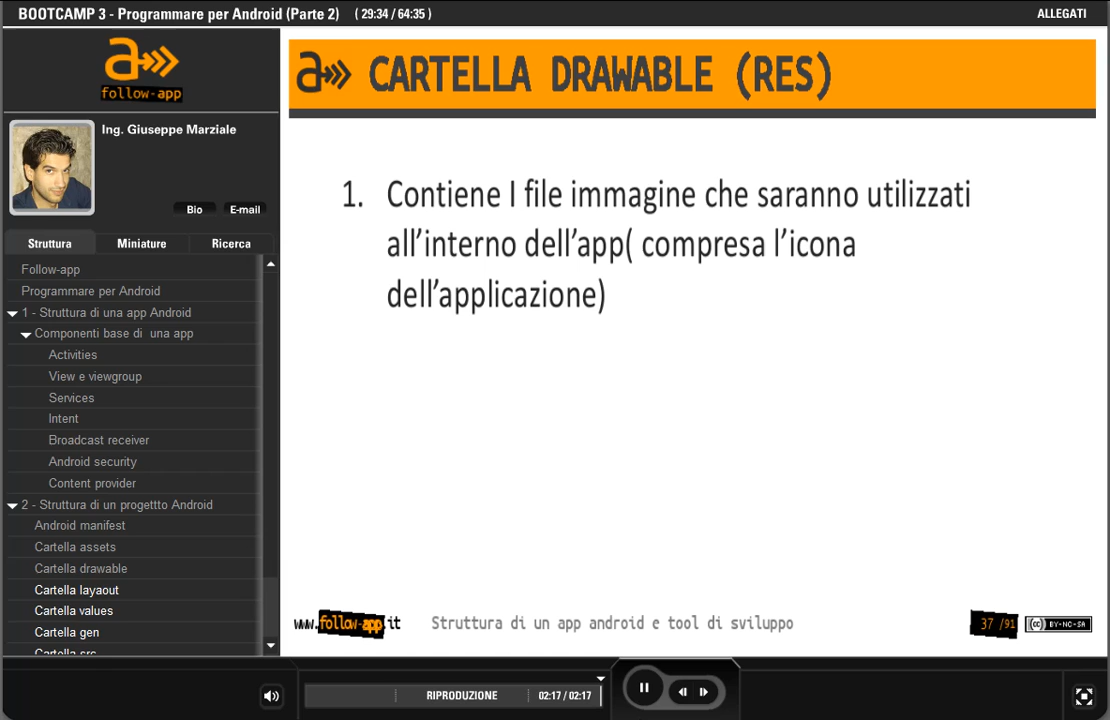 BOOTCAMP 3 - Programmare per Android (Parte 2) ( 29:34 / 64:35 )
ALLEGATI
a
follow-app
Ing. Giuseppe Marziale
Bio
E-mail
Struttura
Miniature
Ricerca
Follow-app
Programmare per Android
1 - Struttura di una app Android
Componenti base di una app
Activities
View e viewgroup
Services
Intent
Broadcast receiver
Android security
Content provider
2 - Struttura di un progettto Android
Android manifest
Cartella assets
Cartella drawable
Cartella layaout
Cartella values
Cartella gen
Cartella src
a CARTELLA DRAWABLE (RES)
1. Contiene I file immagine che saranno utilizzati
all'interno dell'app( compresa l'icona
dell'applicazione)
www.follow-app.it
Struttura di un app android e tool di sviluppo
37 /91
(cc) BY-NC-SA
RIPRODUZIONE
02:17 / 02:17